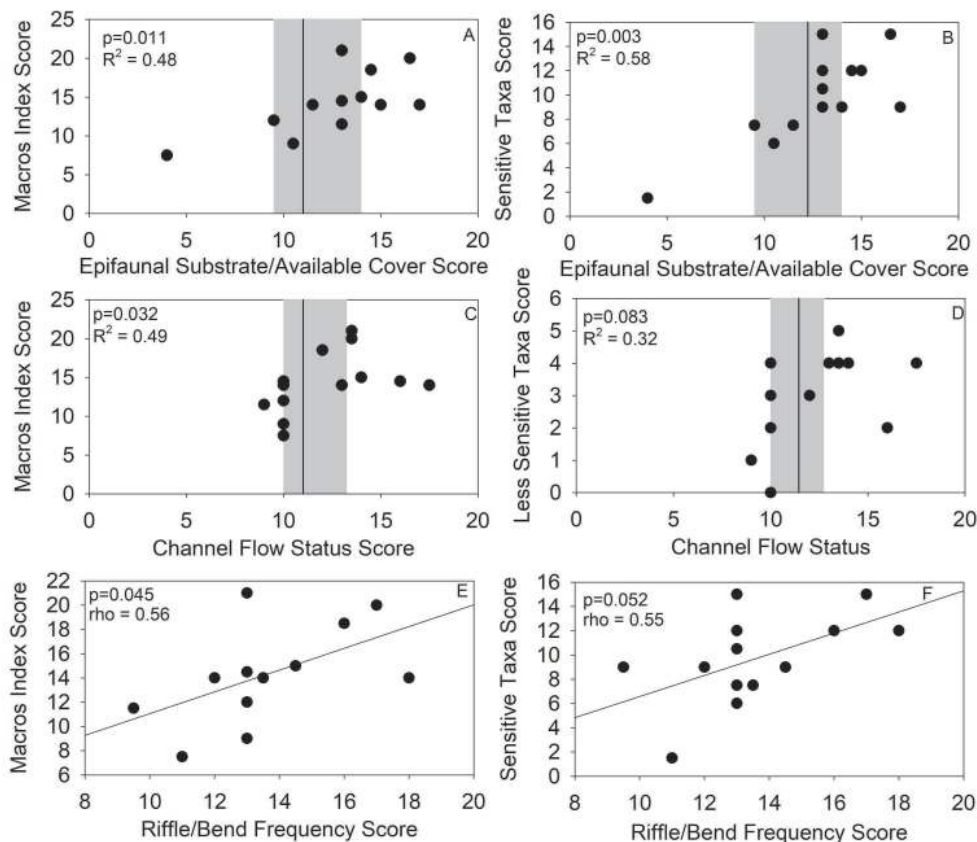 p=0.011
R² = 0.48
A
Macros Index Score
25
20
15
10
5
0
0 5 10 15 20
Epifaunal Substrate/Available Cover Score
p=0.003
R² = 0.58
B
Sensitive Taxa Score
16
14
12
10
8
6
4
2
0
0 5 10 15 20
Epifaunal Substrate/Available Cover Score
p=0.032
R² = 0.49
C
Macros Index Score
25
20
15
10
5
0
0 5 10 15 20
Channel Flow Status Score
p=0.083
R² = 0.32
D
Less Sensitive Taxa Score
6
5
4
3
2
1
0
0 5 10 15 20
Channel Flow Status
p=0.045
rho = 0.56
E
Macros Index Score
22
20
18
16
14
12
10
8
6
8 10 12 14 16 18 20
Riffle/Bend Frequency Score
p=0.052
rho = 0.55
F
Sensitive Taxa Score
16
14
12
10
8
6
4
2
0
8 10 12 14 16 18 20
Riffle/Bend Frequency Score